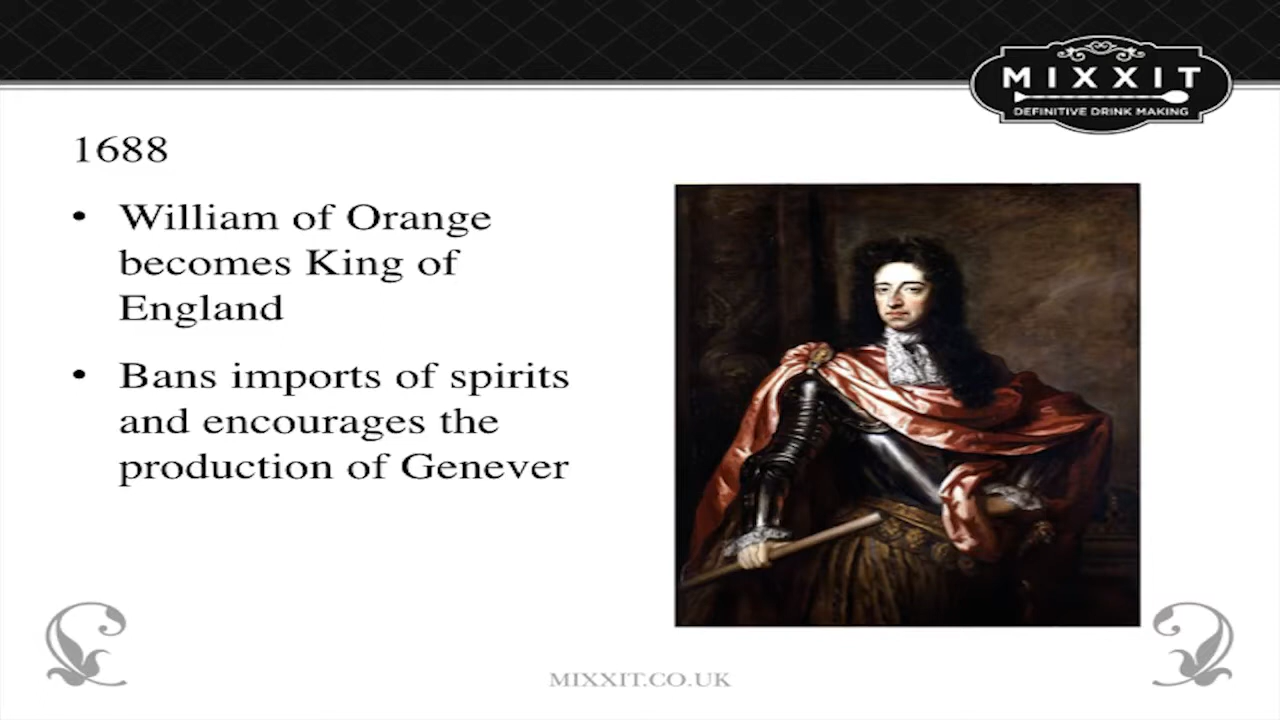 MIXXIT
DEFINITIVE DRINK MAKING
1688
• William of Orange
becomes King of
England
• Bans imports of spirits
and encourages the
production of Genever
MIXXIT.CO.UK